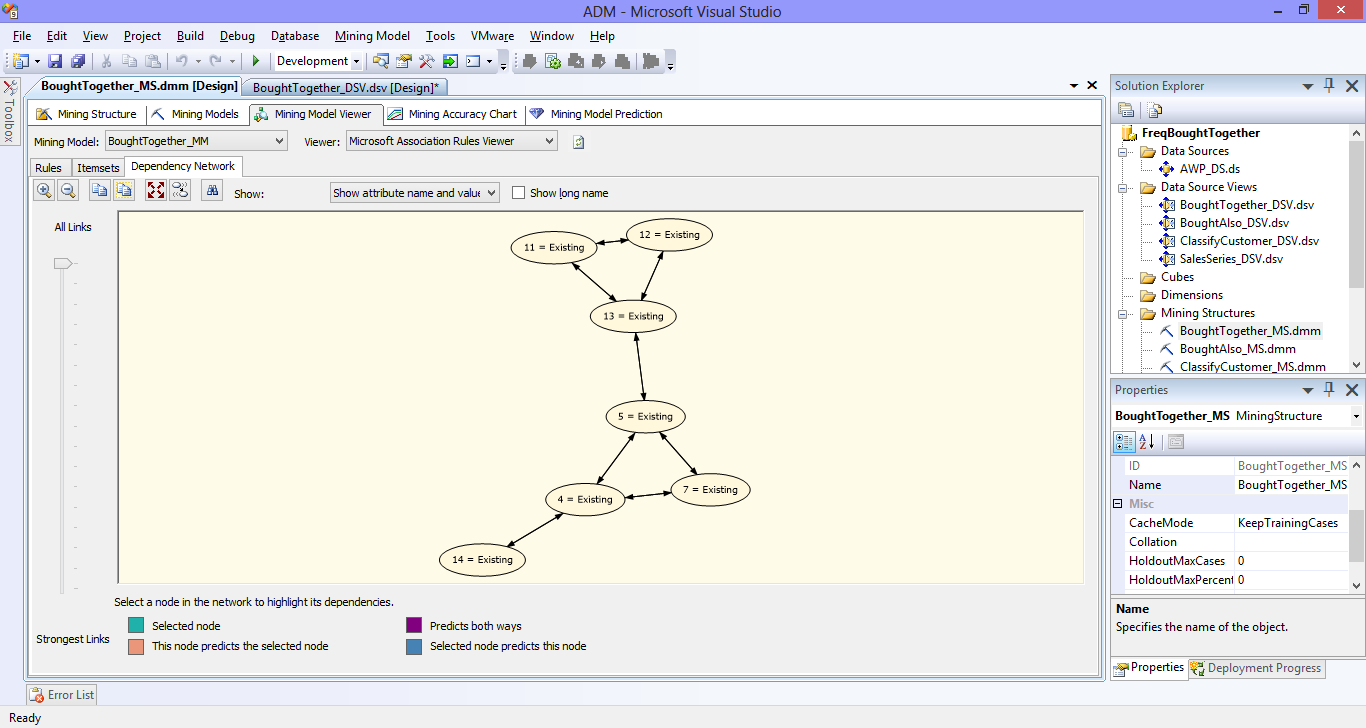 ADM - Microsoft Visual Studio
File Edit View Project Build Debug Database Mining Model Tools VMware Window Help
Development
Toolbox
BoughtTogether_MS.dmm [Design] BoughtTogether_DSV.dsv [Design]*
Mining Structure Mining Models Mining Model Viewer Mining Accuracy Chart Mining Model Prediction
Mining Model: BoughtTogether_MM Viewer: Microsoft Association Rules Viewer
Rules Itemsets Dependency Network
Show: Show attribute name and value Show long name
All Links
12 = Existing
11 = Existing
13 = Existing
5 = Existing
7 = Existing
4 = Existing
14 = Existing
Select a node in the network to highlight its dependencies.
Selected node Predicts both ways
Strongest Links
This node predicts the selected node Selected node predicts this node
Solution Explorer
FreqBoughtTogether
Data Sources
AWP_DS.ds
Data Source Views
BoughtTogether_DSV.dsv
BoughtAlso_DSV.dsv
ClassifyCustomer_DSV.dsv
SalesSeries_DSV.dsv
Cubes
Dimensions
Mining Structures
BoughtTogether_MS.dmm
BoughtAlso_MS.dmm
ClassifyCustomer_MS.dmm
Properties
BoughtTogether_MS MiningStructure
ID BoughtTogether_MS
Name BoughtTogether_MS
Misc
CacheMode KeepTrainingCases
Collation
HoldoutMaxCases 0
HoldoutMaxPercent 0
Name
Specifies the name of the object.
Properties Deployment Progress
Error List
Ready